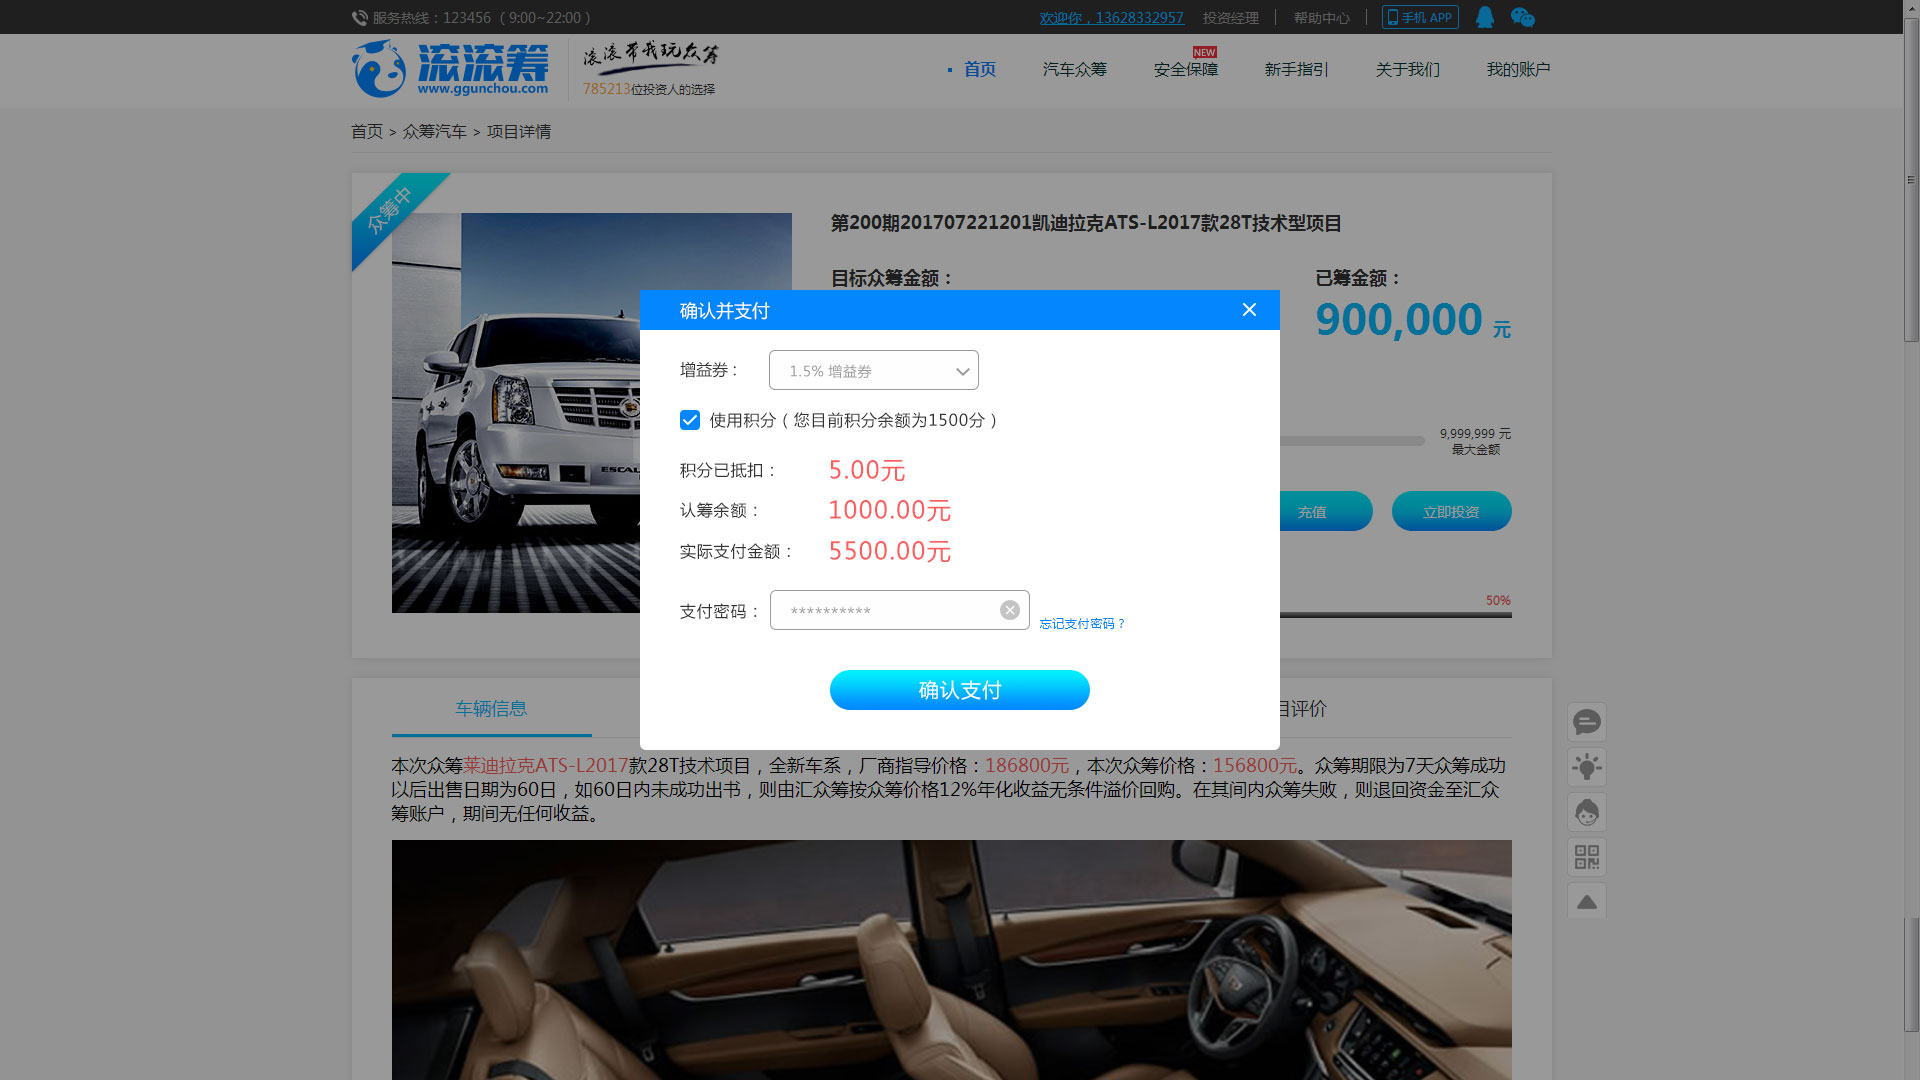 服务热线：123456 （9:00~22:00 ）
欢迎你，13628332957 投资经理 帮助中心 手机 APP
滚滚筹
www.ggunchou.com
滚滚带我玩众筹
785213位投资人的选择
首页 汽车众筹 安全保障 NEW 新手指引 关于我们 我的账户
首页 > 众筹汽车 > 项目详情
众筹中
第200期201707221201凯迪拉克ATS-L2017款28T技术型项目
目标众筹金额：
已筹金额：
900,000 元
确认并支付
增益券： 1.5% 增益券
使用积分（您目前积分余额为1500分）
积分已抵扣： 5.00元
认筹余额： 1000.00元
实际支付金额： 5500.00元
支付密码： **********
忘记支付密码？
确认支付
9,999,999 元
最大金额
充值 立即投资
50%
ESCAL
车辆信息
目评价
本次众筹莱迪拉克ATS-L2017款28T技术项目，全新车系，厂商指导价格：186800元，本次众筹价格：156800元。众筹期限为7天众筹成功
以后出售日期为60日，如60日内未成功出书，则由汇众筹按众筹价格12%年化收益无条件溢价回购。在其间内众筹失败，则退回资金至汇众
筹账户，期间无任何收益。